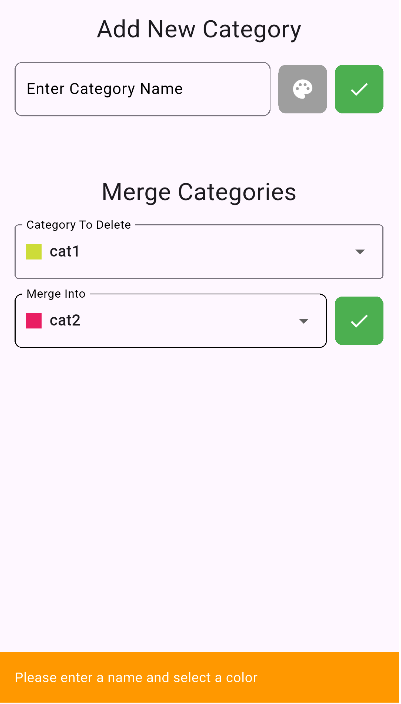 Add New Category
Enter Category Name
Merge Categories
Category To Delete
cat1
Merge Into
cat2
Please enter a name and select a color